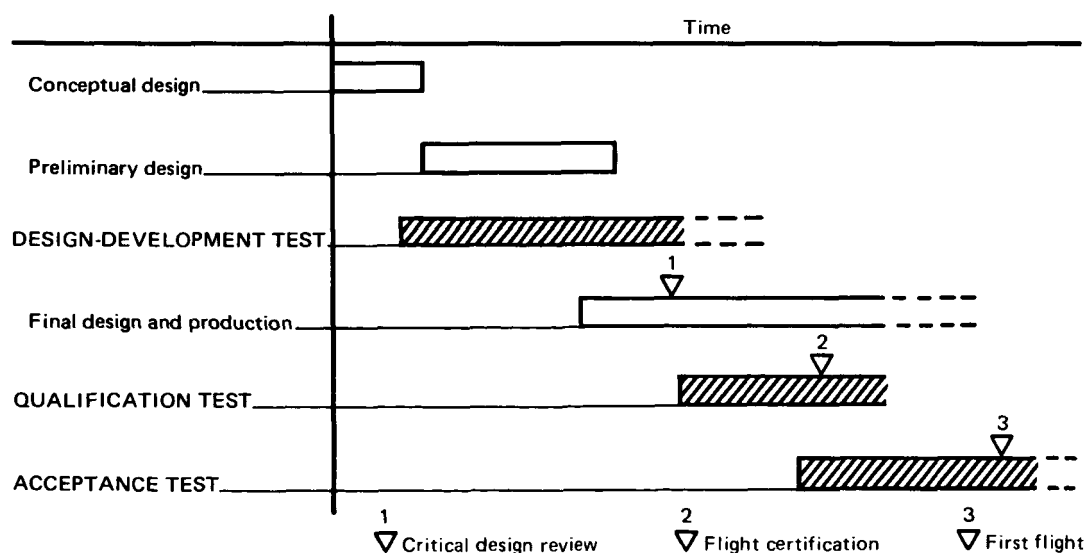 Time
Conceptual design
Preliminary design
DESIGN-DEVELOPMENT TEST
1
Final design and production
2
QUALIFICATION TEST
3
ACCEPTANCE TEST
1 2 3
Critical design review Flight certification First flight